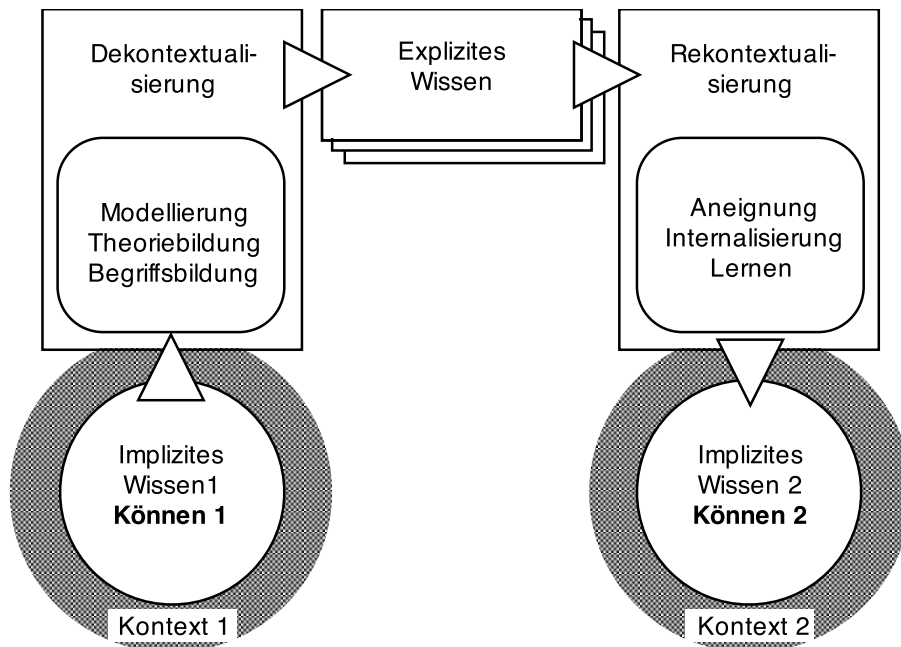 Dekontextuali-
sierung
Explizites
Wissen
Rekontextuali-
sierung
Modellierung
Theoriebildung
Begriffsbildung
Aneignung
Internalisierung
Lernen
Implizites
Wissen1
Können 1
Implizites
Wissen 2
Können 2
Kontext 1
Kontext 2